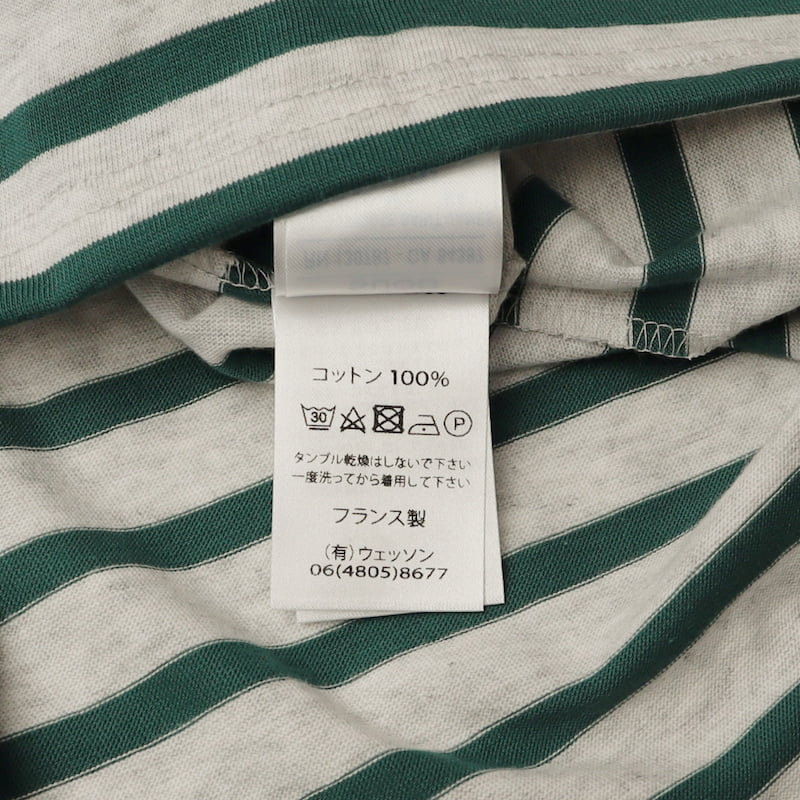 コットン 100%
30
P
タンブル乾燥はしないで下さい
一度洗ってから着用して下さい
フランス製
(有)ウェッソン
06(4805)8677